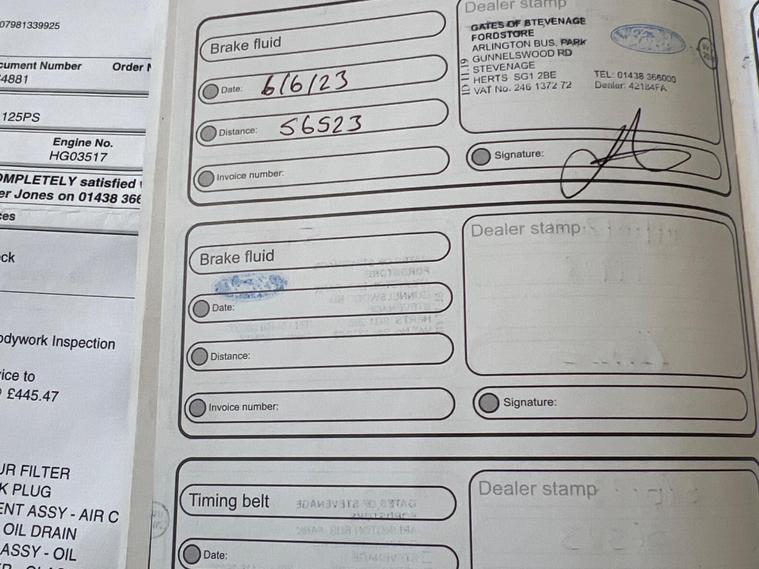 07981339925
cument Number Order N
4881
125PS
Engine No.
HG03517
OMPLETELY satisfied
er Jones on 01438 366
ces
eck
odywork Inspection
ice to
£445.47
UR FILTER
K PLUG
ENT ASSY - AIR C
OIL DRAIN
ASSY - OIL
Brake fluid
Date: 6/6/23
Distance: 56523
Invoice number:
Dealer stamp
GATES OF STEVENAGE
FORDSTORE
ARLINGTON BUS. PARK
GUNNELSWOOD RD
STEVENAGE
HERTS SG1 2BE TEL: 01438 366000
VAT No. 246 1372 72 Dealer: 42184FA
Signature:
Brake fluid
Date:
Distance:
Invoice number:
Dealer stamp
Signature:
Timing belt
Date:
Dealer stamp